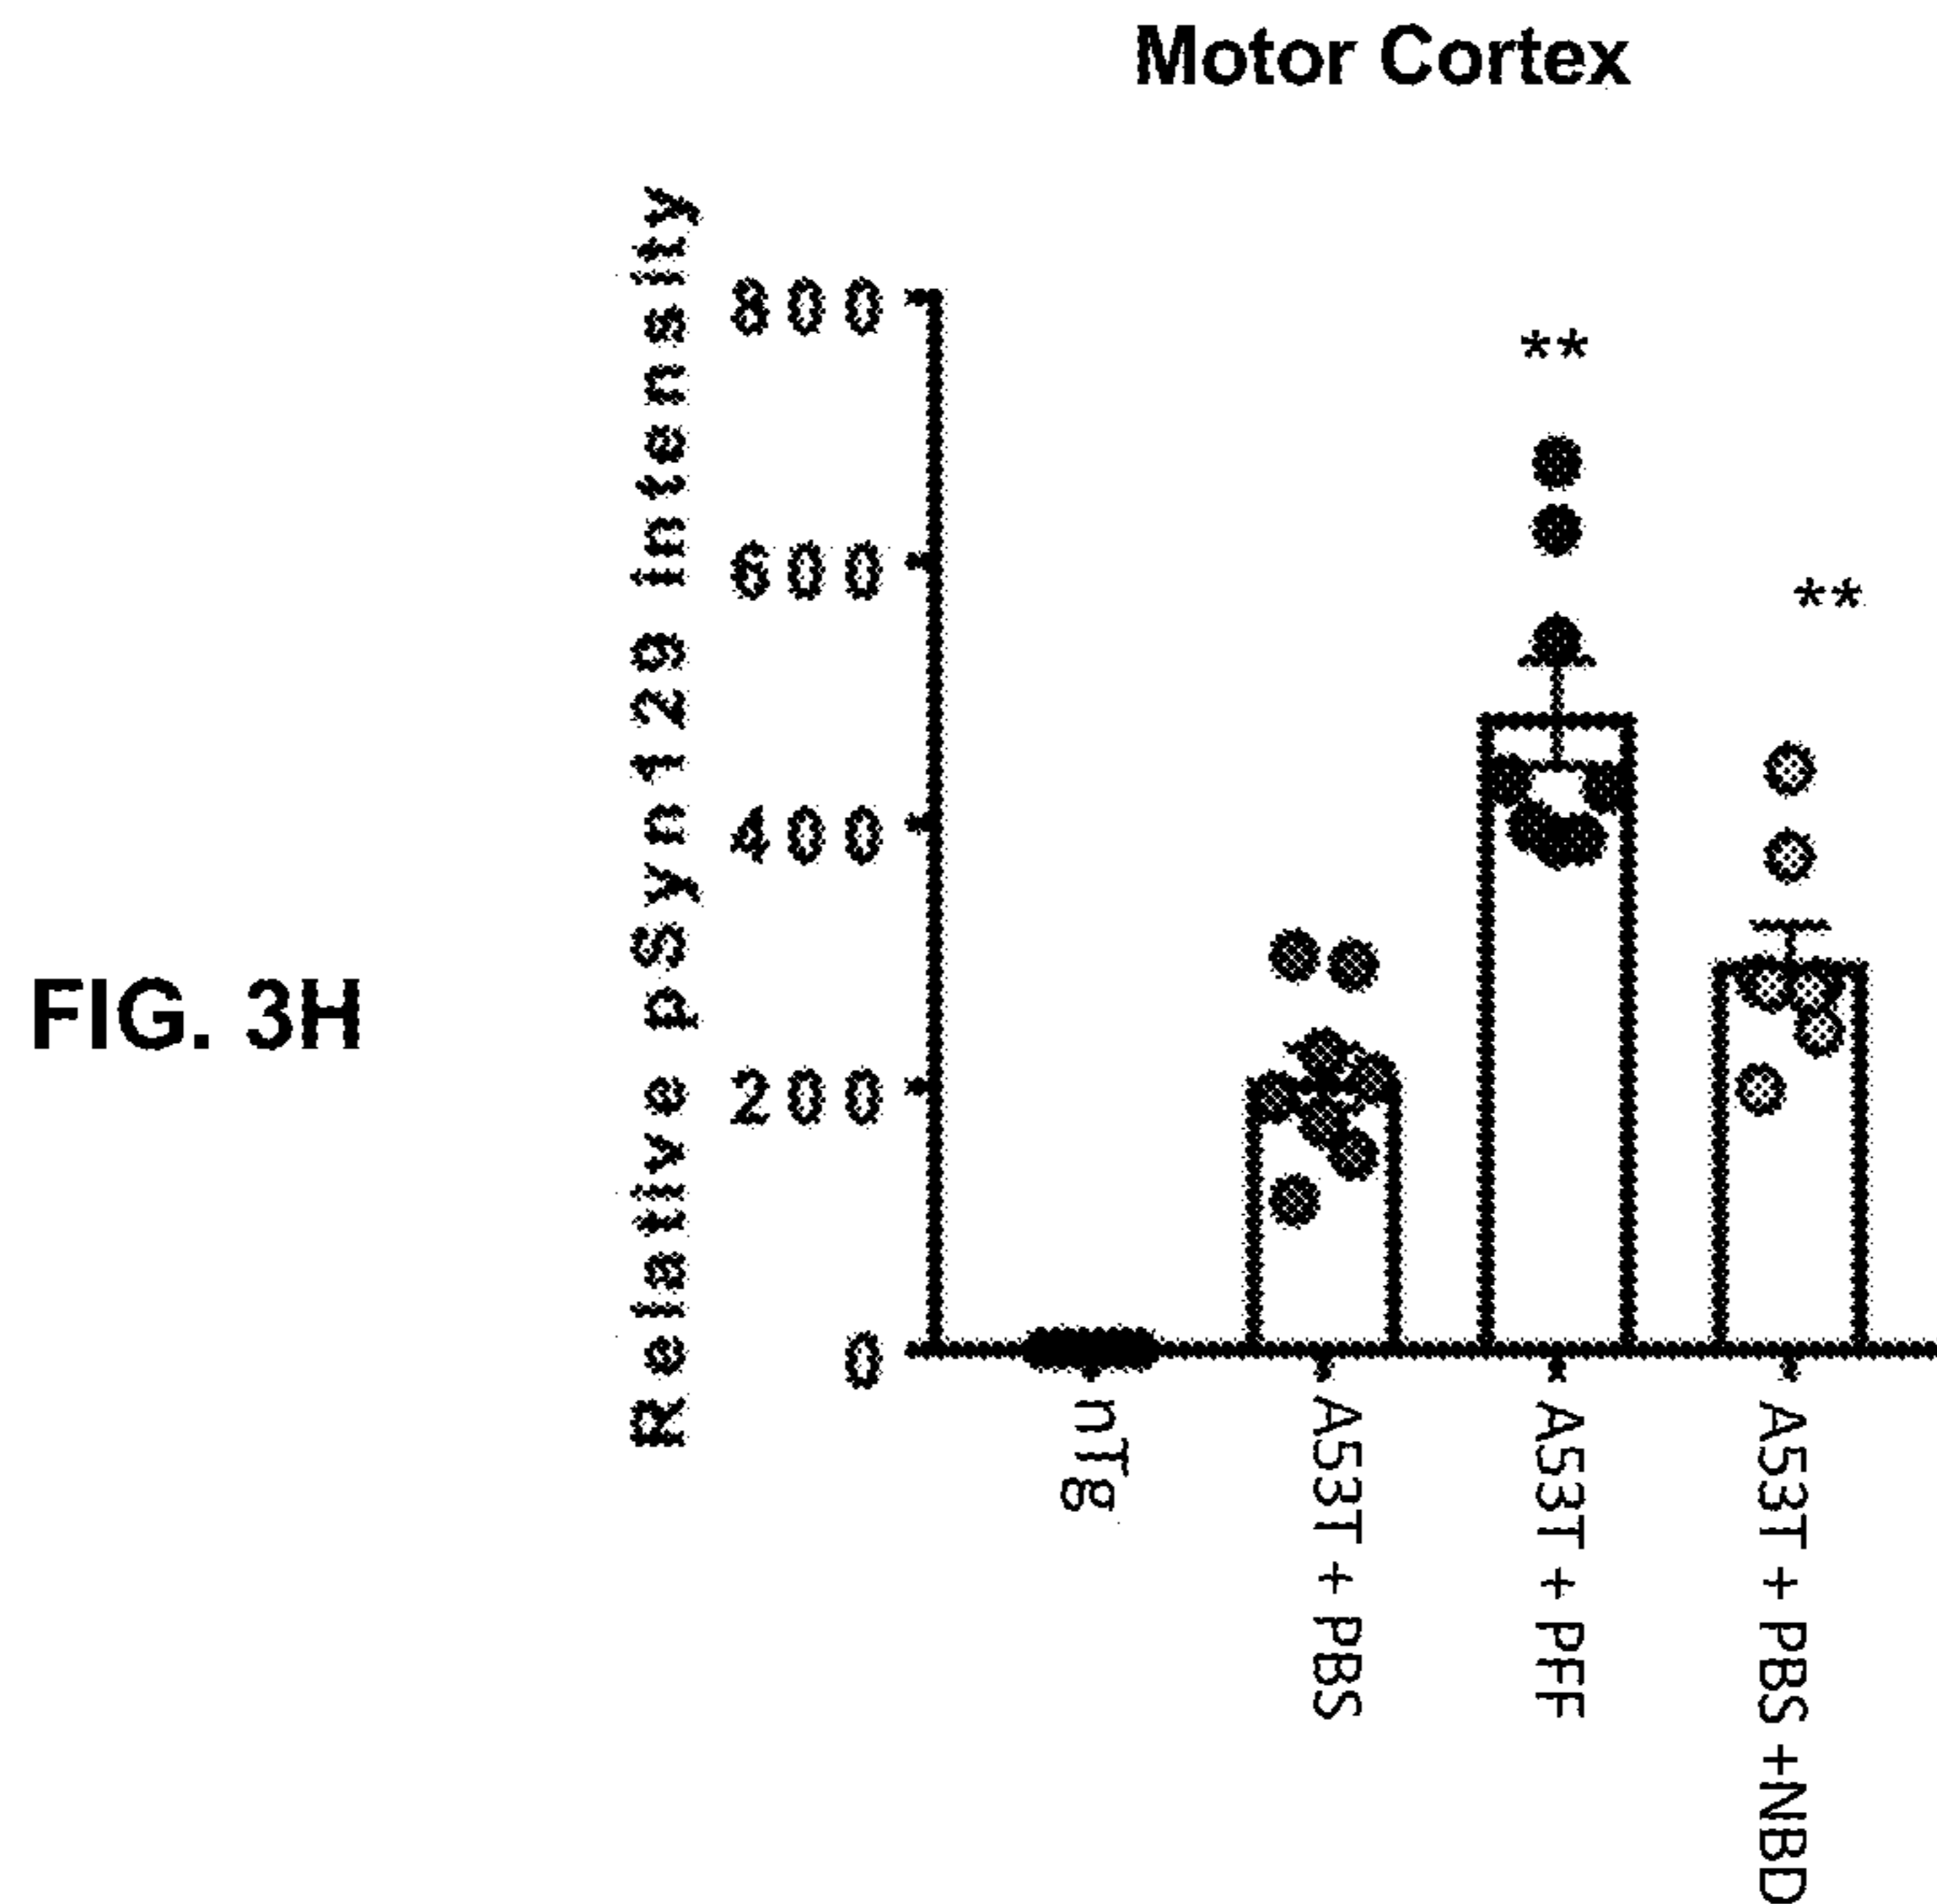 Motor Cortex
Relative pSyn129 intensity
800
600
400
200
0
**
**
FIG. 3H
nTg
A53T + PBS
A53T + PFF
A53T + PBS +NBD